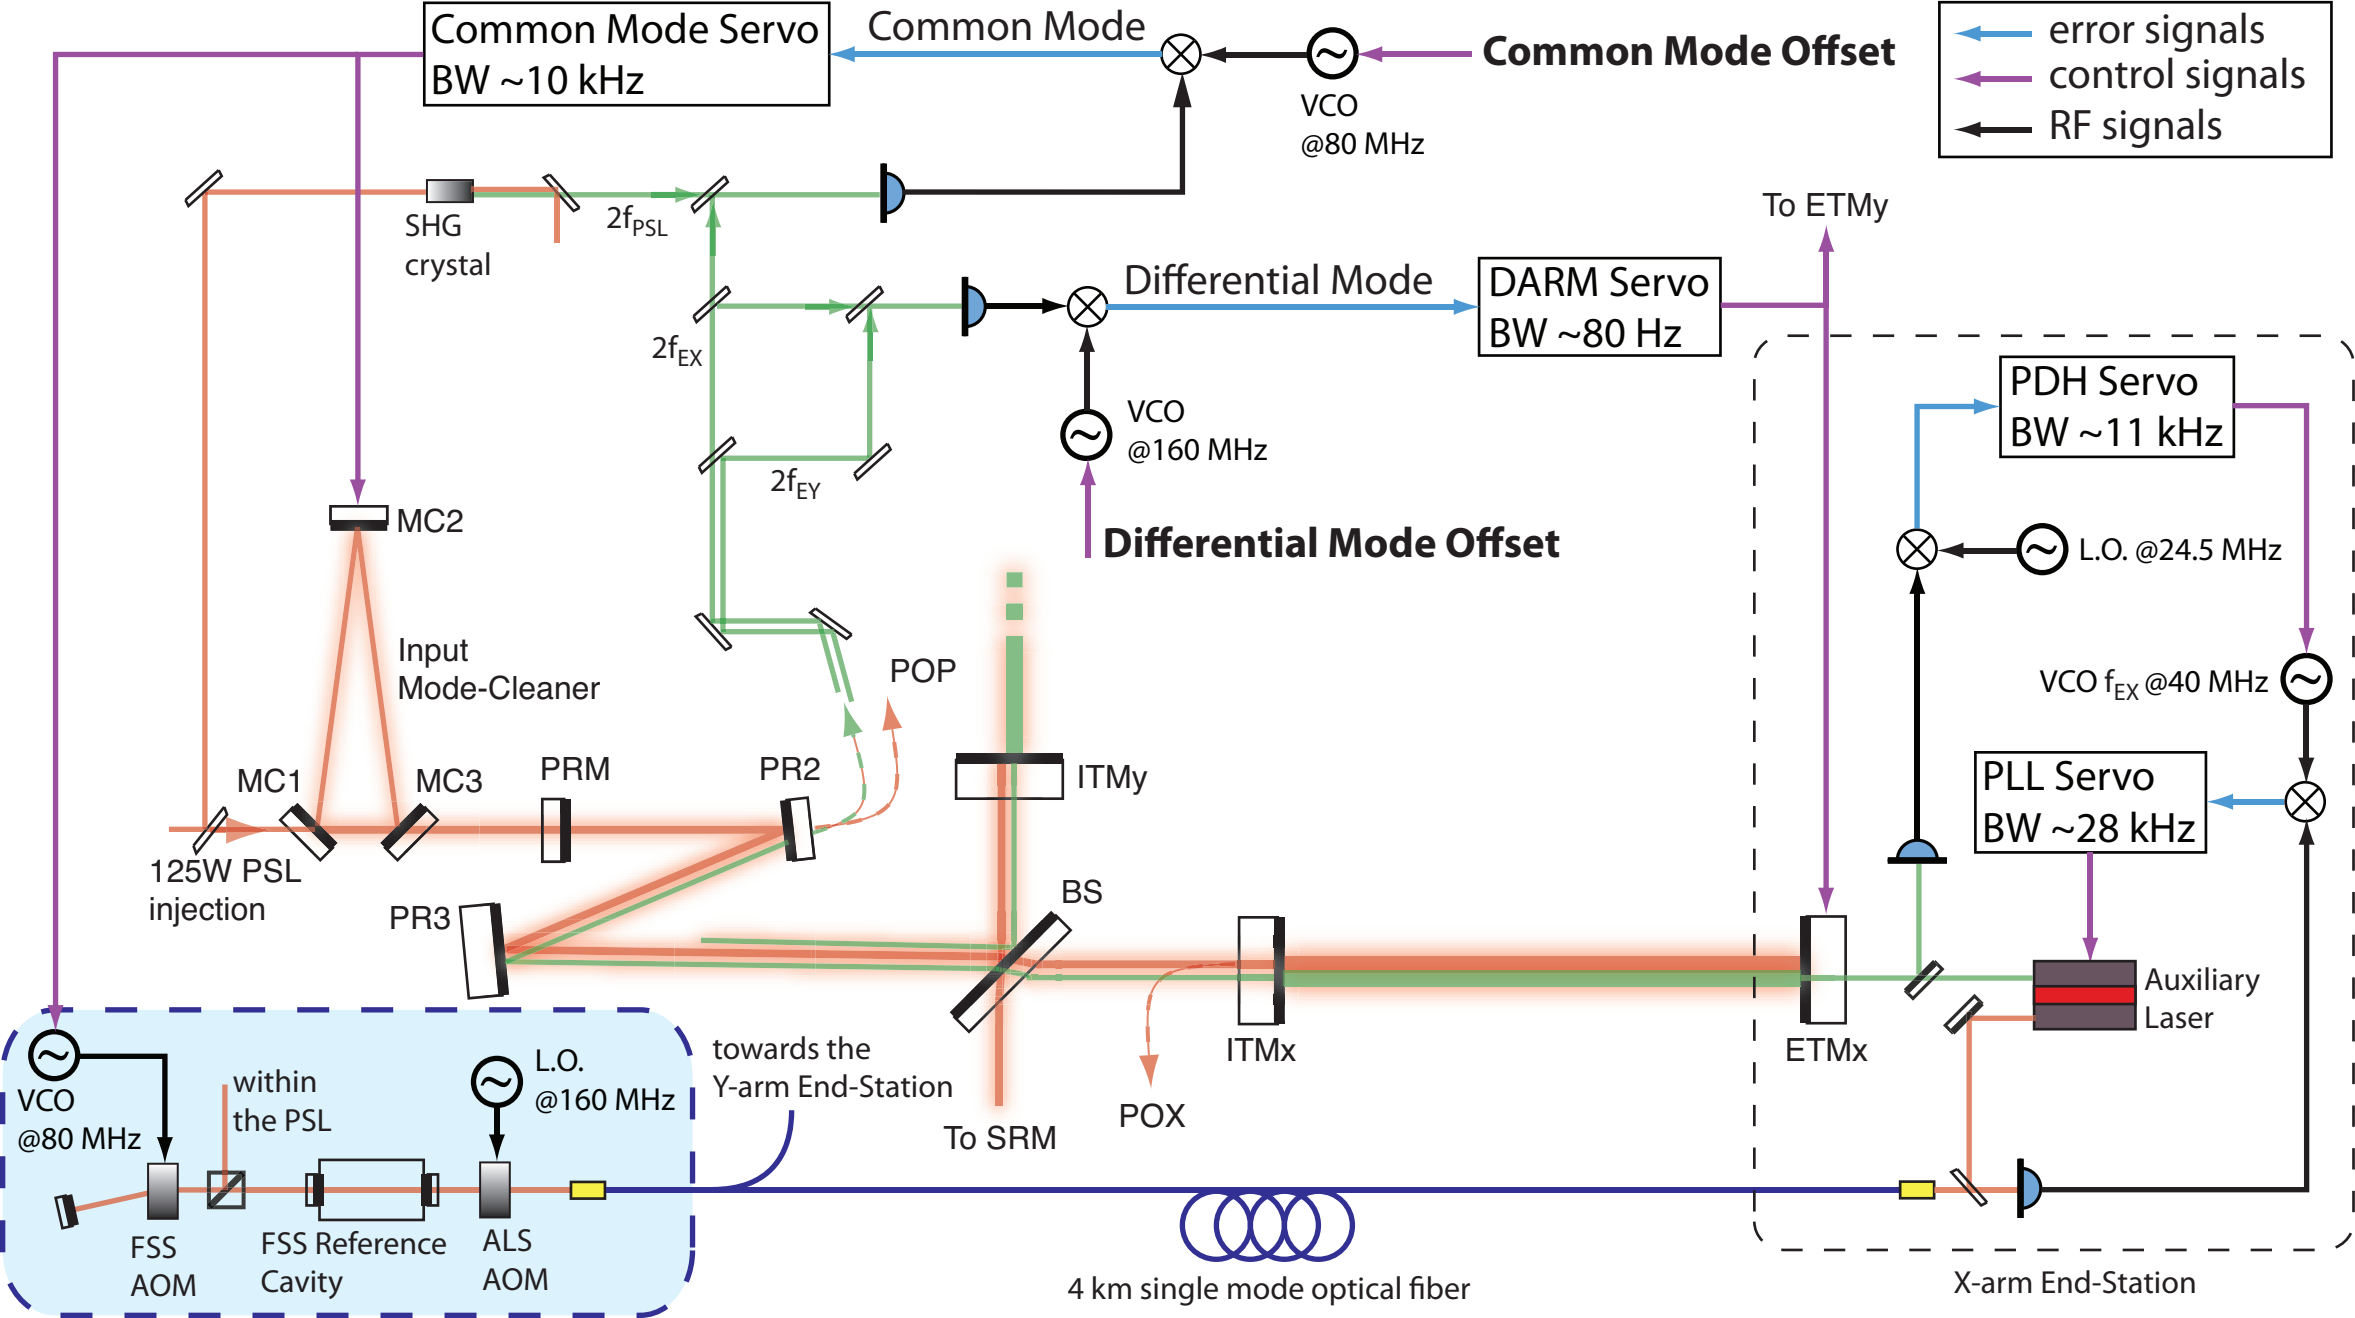 Common Mode Servo
BW ~10 kHz
Common Mode
VCO
@80 MHz
Common Mode Offset
error signals
control signals
RF signals
SHG
crystal
2fPSL
To ETMy
Differential Mode
DARM Servo
BW ~80 Hz
2fEX
VCO
@160 MHz
2fEY
Differential Mode Offset
PDH Servo
BW ~11 kHz
L.O. @24.5 MHz
VCO fEX @40 MHz
PLL Servo
BW ~28 kHz
MC2
Input
Mode-Cleaner
POP
MC1
MC3
PRM
PR2
ITMy
125W PSL
injection
PR3
BS
ITMx
ETMx
Auxiliary
Laser
POX
To SRM
towards the
Y-arm End-Station
VCO
@80 MHz
within
the PSL
L.O.
@160 MHz
FSS
AOM
FSS Reference
Cavity
ALS
AOM
4 km single mode optical fiber
X-arm End-Station